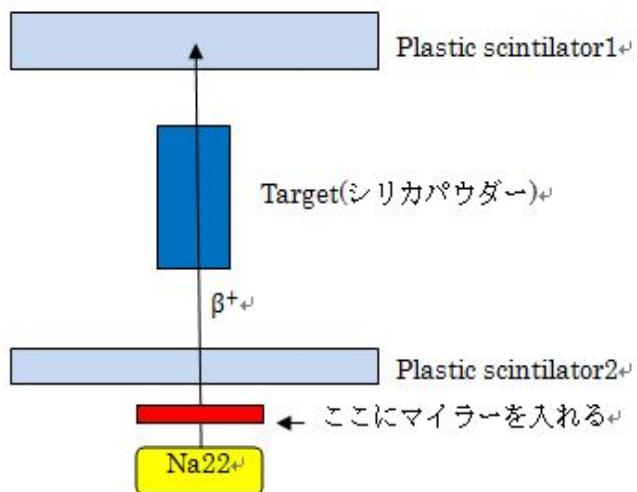 Plastic scintilator1↵
Target(シリカパウダー)↵
β⁺↵
Plastic scintilator2↵
ここにマイラーを入れる↵
Na22↵